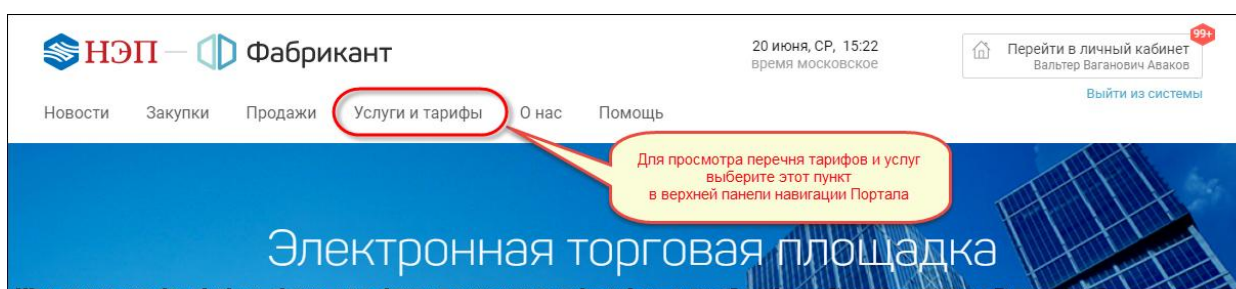 НЭП — Фабрикант
20 июня, СР, 15:22
время московское
99+
Перейти в личный кабинет
Вальтер Ваганович Аваков
Выйти из системы
Новости Закупки Продажи Услуги и тарифы О нас Помощь
Для просмотра перечня тарифов и услуг
выберите этот пункт
в верхней панели навигации Портала
Электронная торговая площадка